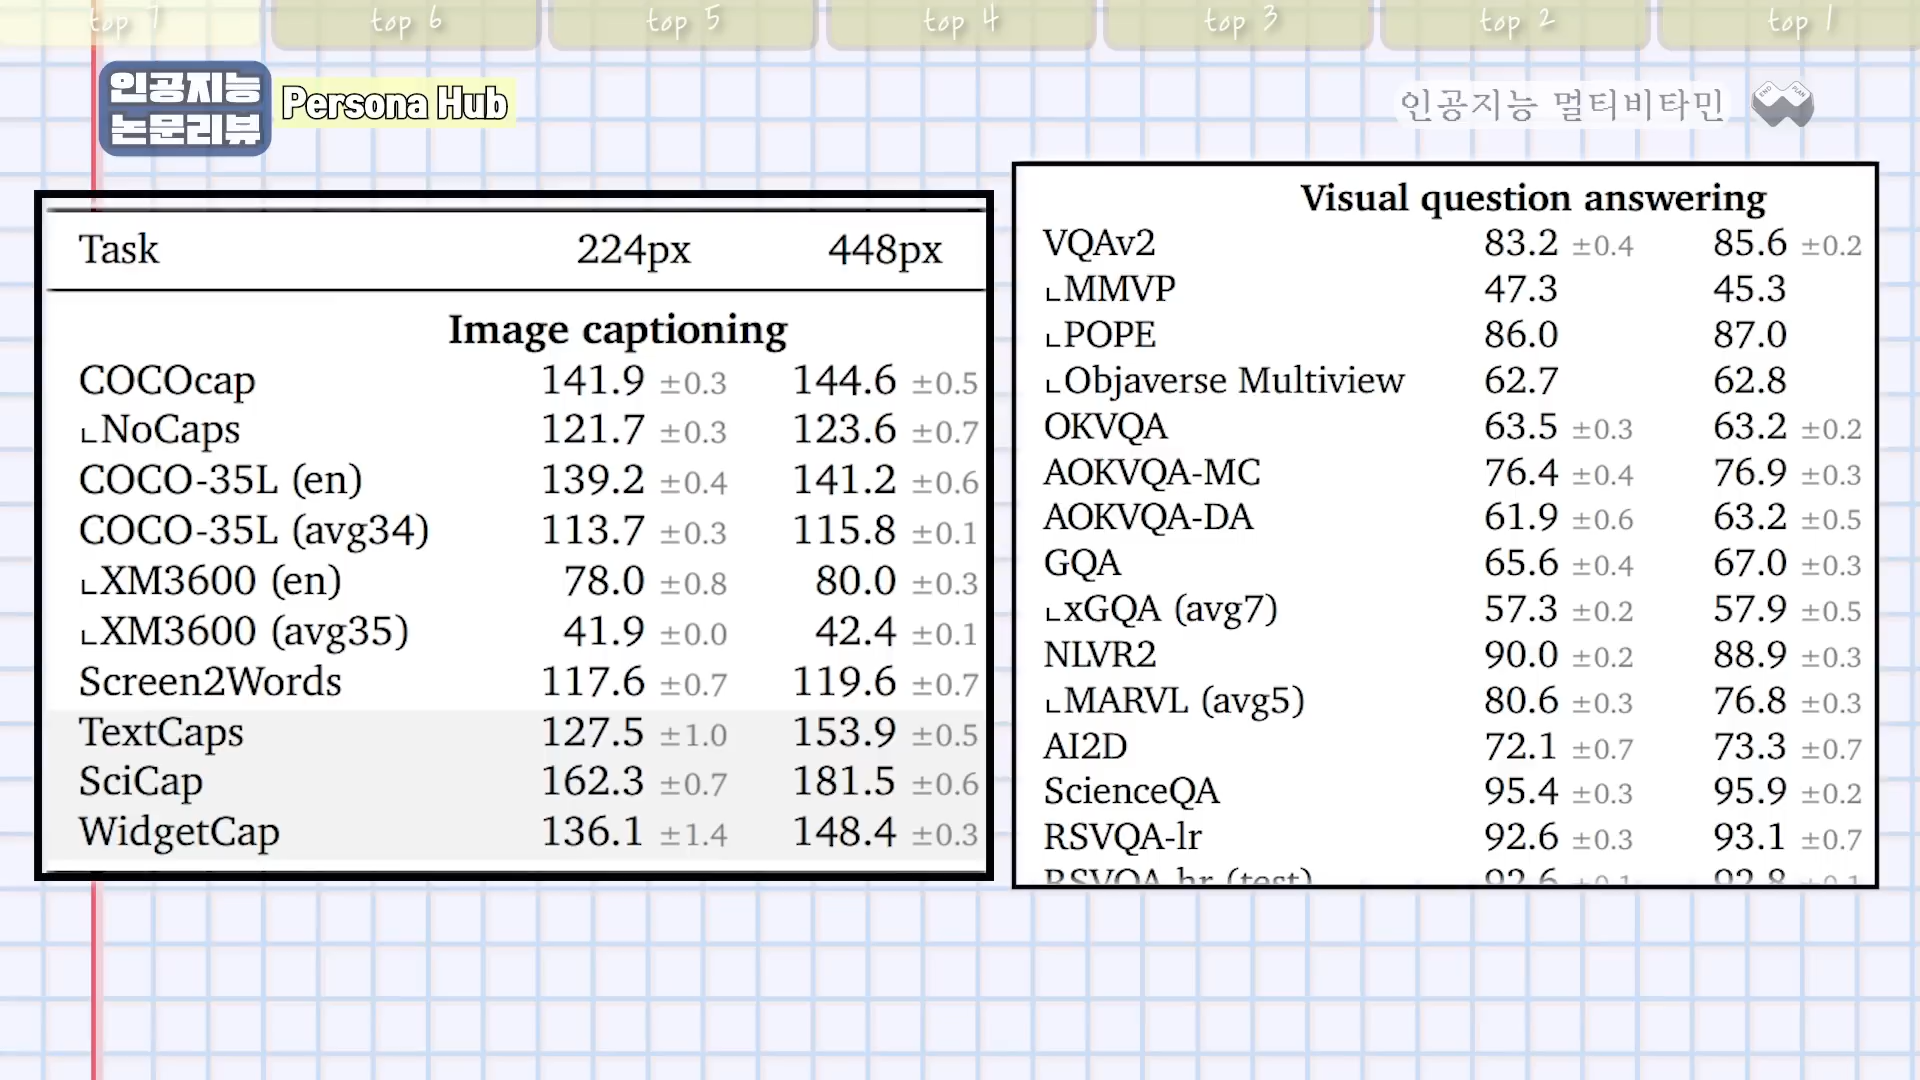 top 7 top 6 top 5 top 4 top 3 top 2 top 1
인공지능
논문리뷰
Persona Hub
인공지능 멀티비타민
END PLAN
Task 224px 448px
Image captioning
COCOcap 141.9 ±0.3 144.6 ±0.5
⌞NoCaps 121.7 ±0.3 123.6 ±0.7
COCO-35L (en) 139.2 ±0.4 141.2 ±0.6
COCO-35L (avg34) 113.7 ±0.3 115.8 ±0.1
⌞XM3600 (en) 78.0 ±0.8 80.0 ±0.3
⌞XM3600 (avg35) 41.9 ±0.0 42.4 ±0.1
Screen2Words 117.6 ±0.7 119.6 ±0.7
TextCaps 127.5 ±1.0 153.9 ±0.5
SciCap 162.3 ±0.7 181.5 ±0.6
WidgetCap 136.1 ±1.4 148.4 ±0.3
Visual question answering
VQAv2 83.2 ±0.4 85.6 ±0.2
⌞MMVP 47.3 45.3
⌞POPE 86.0 87.0
⌞Objaverse Multiview 62.7 62.8
OKVQA 63.5 ±0.3 63.2 ±0.2
AOKVQA-MC 76.4 ±0.4 76.9 ±0.3
AOKVQA-DA 61.9 ±0.6 63.2 ±0.5
GQA 65.6 ±0.4 67.0 ±0.3
⌞xGQA (avg7) 57.3 ±0.2 57.9 ±0.5
NLVR2 90.0 ±0.2 88.9 ±0.3
⌞MARVL (avg5) 80.6 ±0.3 76.8 ±0.3
AI2D 72.1 ±0.7 73.3 ±0.7
ScienceQA 95.4 ±0.3 95.9 ±0.2
RSVQA-lr 92.6 ±0.3 93.1 ±0.7
RSVQA-hr (test) 92.6 ±0.1 92.8 ±0.1